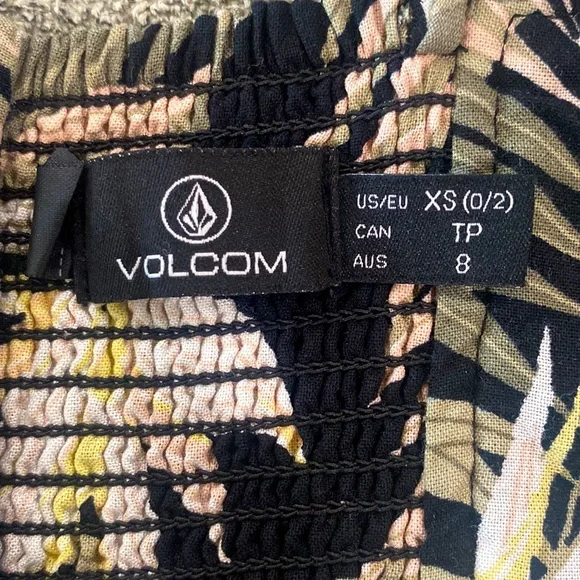 VOLCOM
US/EU XS (0/2)
CAN TP
AUS 8